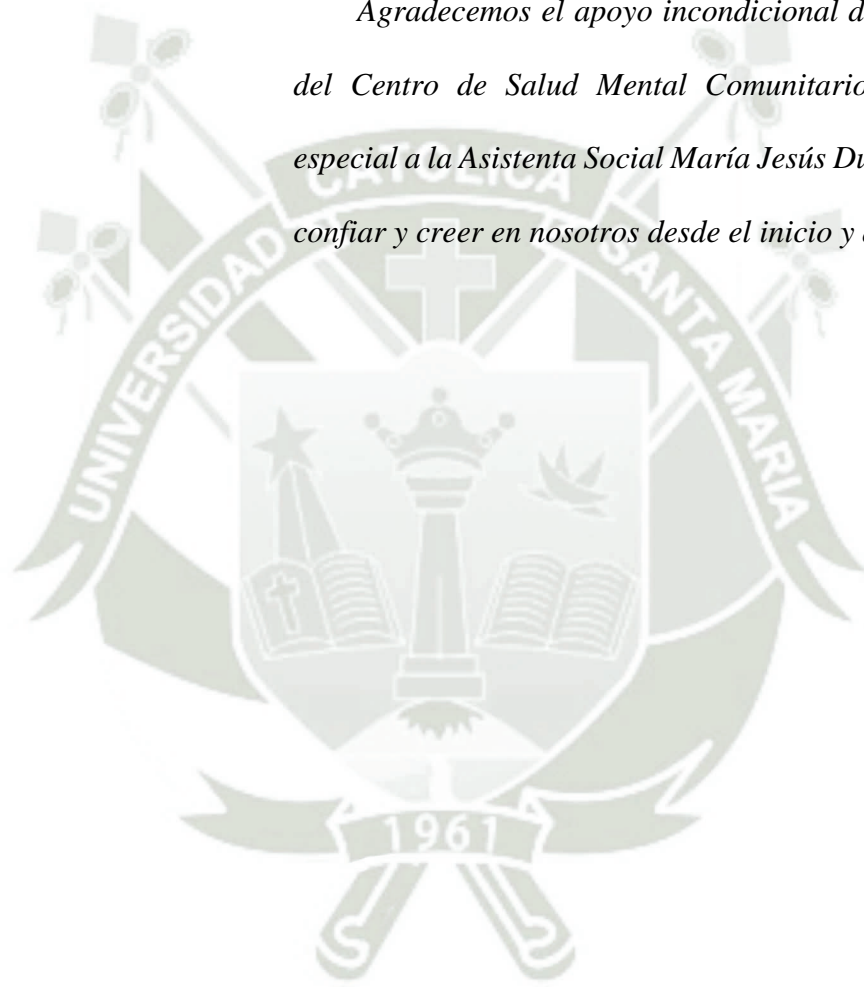 Agradecemos el apoyo incondicional
del Centro de Salud Mental Comunitario
especial a la Asistenta Social María Jesús
confiar y creer en nosotros desde el inicio y
UNIVERSIDAD CATOLICA SANTA MARIA
1961